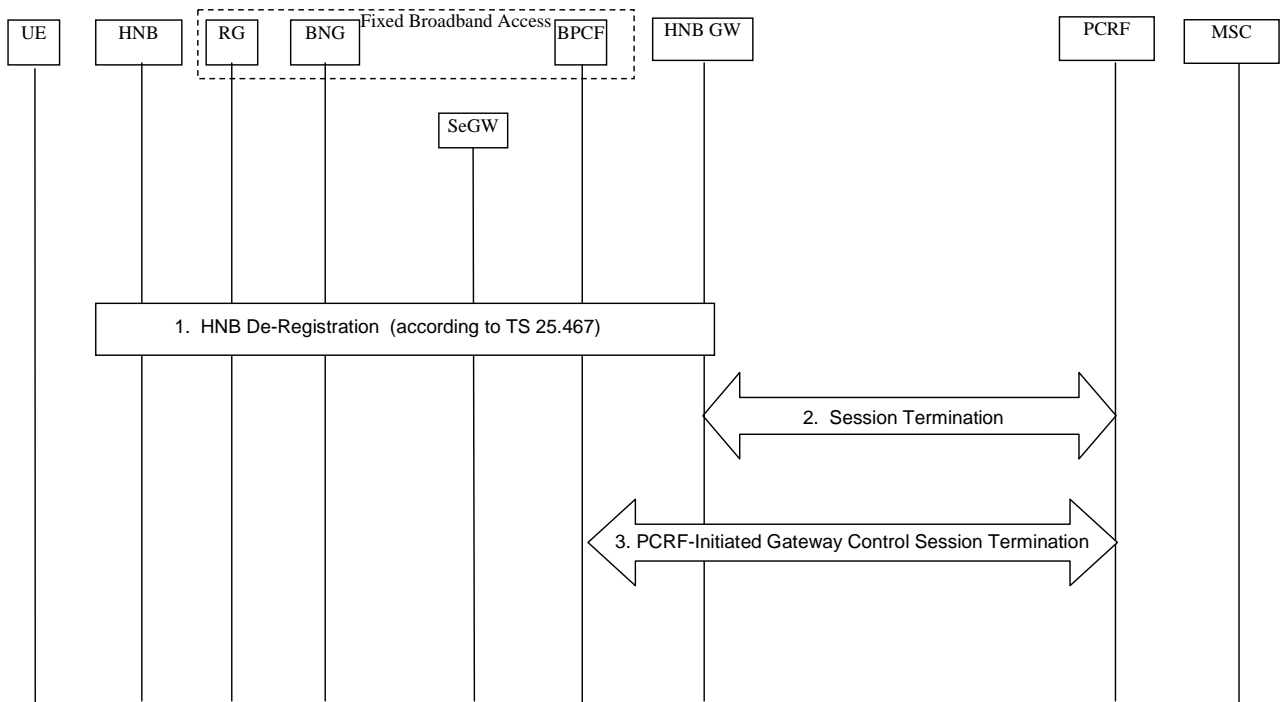 Fixed Broadband Access
UE
HNB
RG
BNG
BPCF
HNB GW
PCRF
MSC
SeGW
1. HNB De-Registration (according to TS 25.467)
2. Session Termination
3. PCRF-Initiated Gateway Control Session Termination